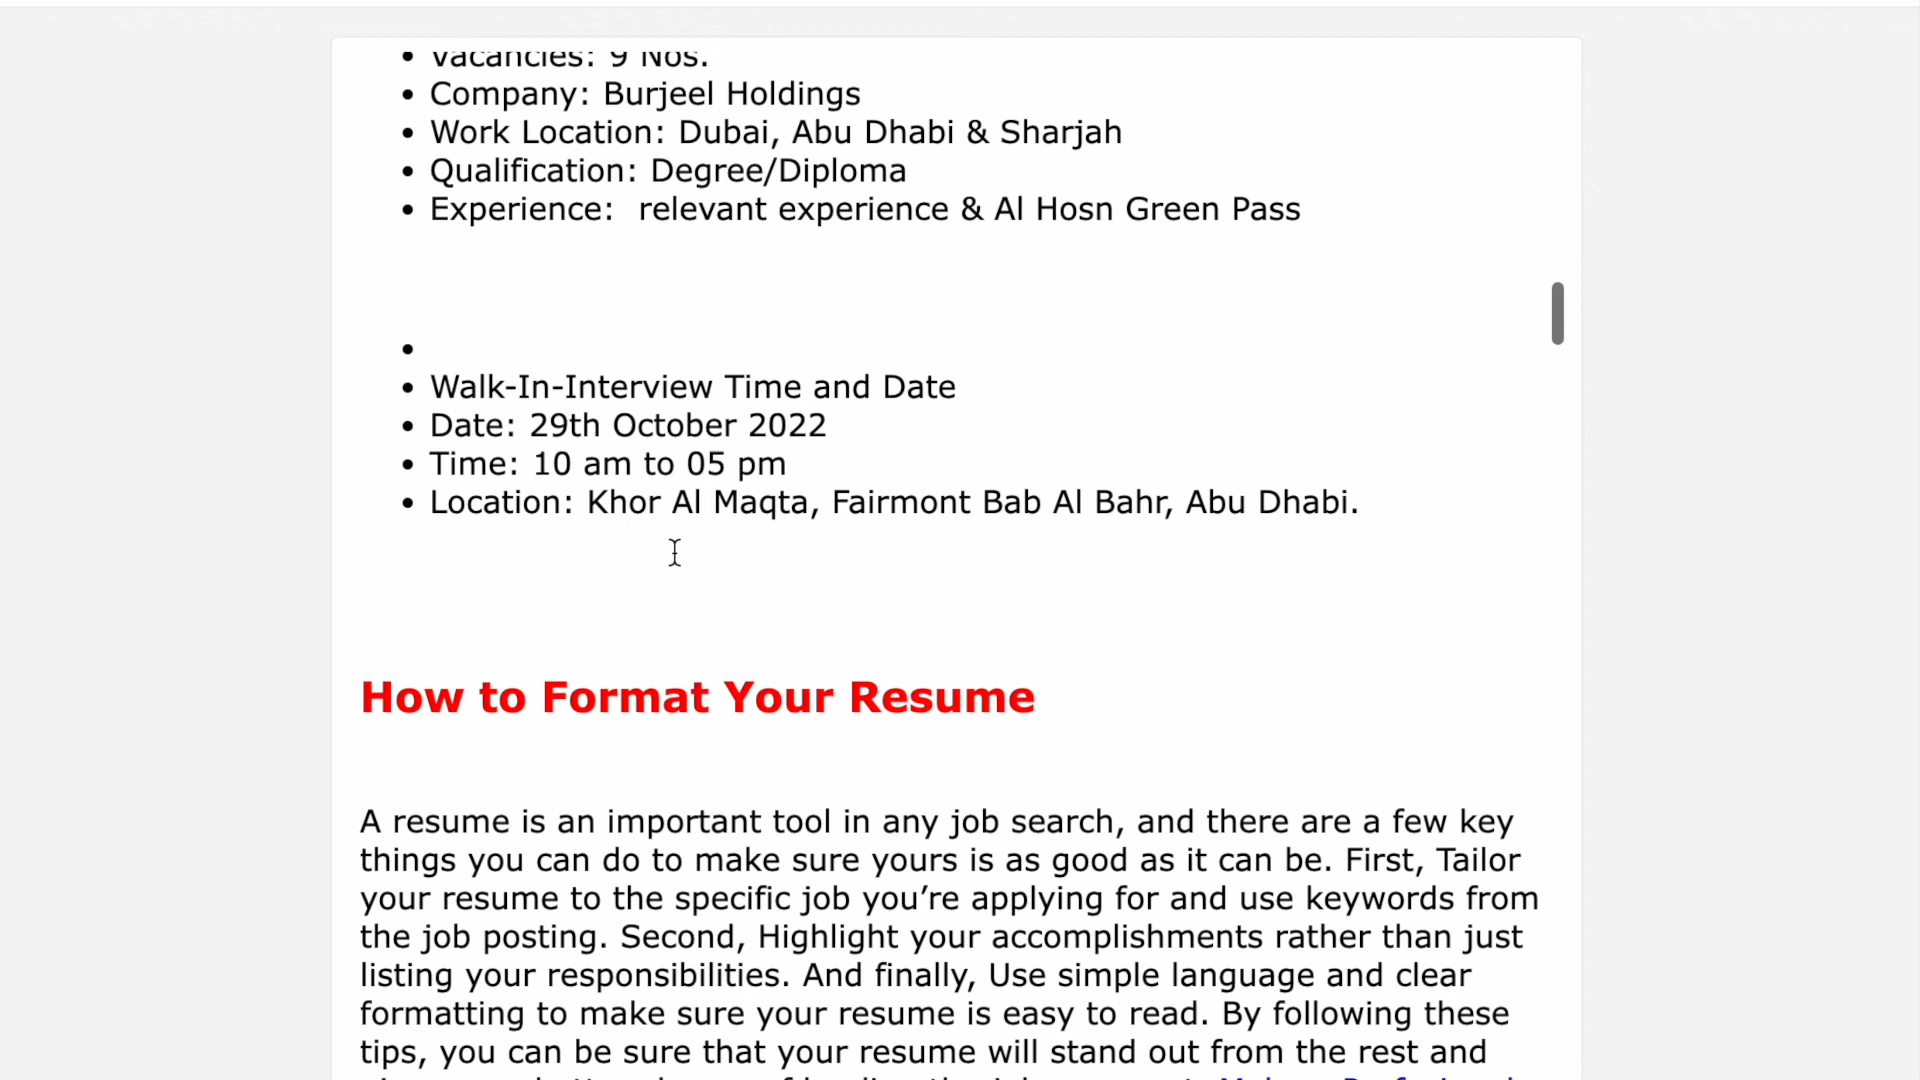 Vacancies: 9 Nos.
Company: Burjeel Holdings
Work Location: Dubai, Abu Dhabi & Sharjah
Qualification: Degree/Diploma
Experience:  relevant experience & Al Hosn Green Pass
Walk-In-Interview Time and Date
Date: 29th October 2022
Time: 10 am to 05 pm
Location: Khor Al Maqta, Fairmont Bab Al Bahr, Abu Dhabi.
How to Format Your Resume
A resume is an important tool in any job search, and there are a few key
things you can do to make sure yours is as good as it can be. First, Tailor
your resume to the specific job you’re applying for and use keywords from
the job posting. Second, Highlight your accomplishments rather than just
listing your responsibilities. And finally, Use simple language and clear
formatting to make sure your resume is easy to read. By following these
tips, you can be sure that your resume will stand out from the rest and